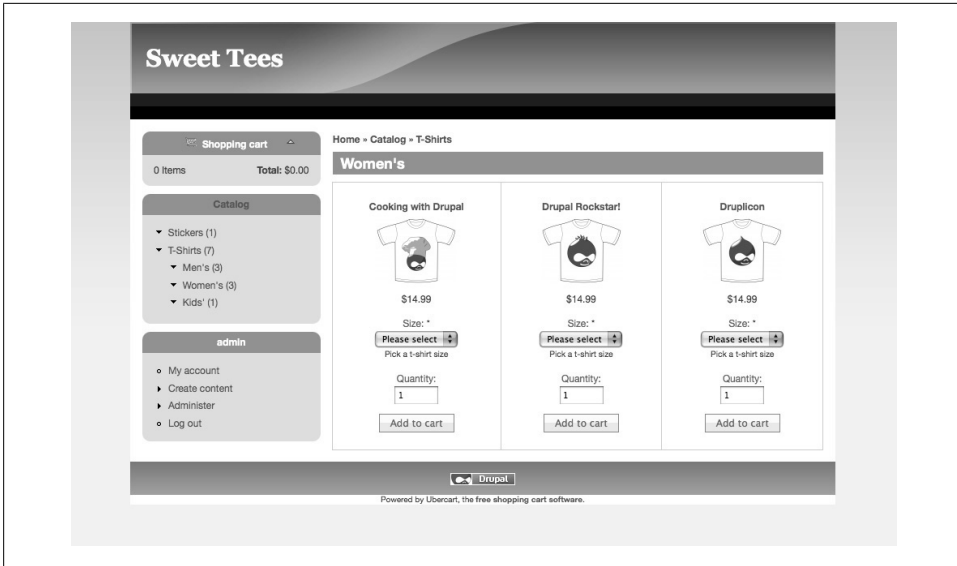 Sweet Tees
Shopping cart
0 Items Total: $0.00
Catalog
Stickers (1)
T-Shirts (7)
Men's (3)
Women's (3)
Kids' (1)
admin
My account
Create content
Administer
Log out
Home » Catalog » T-Shirts
Women's
Cooking with Drupal
$14.99
Size: *
Please select
Pick a t-shirt size
Quantity:
1
Add to cart
Drupal Rockstar!
$14.99
Size: *
Please select
Pick a t-shirt size
Quantity:
1
Add to cart
Druplicon
$14.99
Size: *
Please select
Pick a t-shirt size
Quantity:
1
Add to cart
Drupal
Powered by Ubercart, the free shopping cart software.